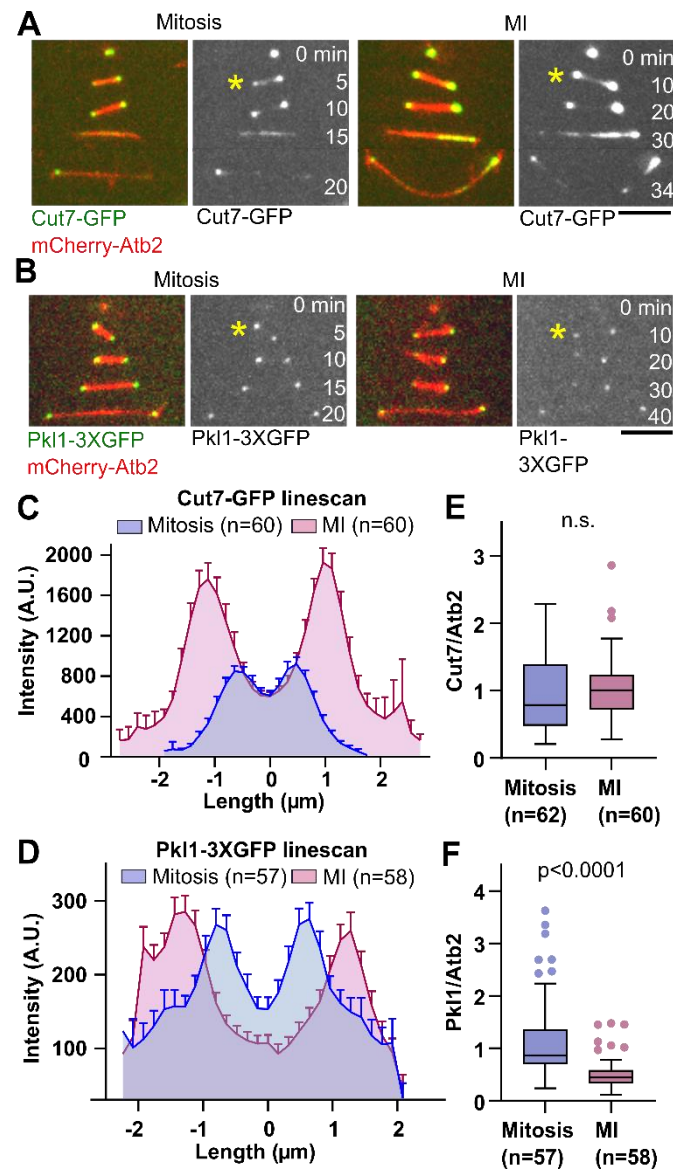 A
Mitosis
MI
*
0 min
5
10
15
20
*
0 min
10
20
30
34
Cut7-GFP
mCherry-Atb2
Cut7-GFP
Cut7-GFP
B
Mitosis
MI
*
0 min
5
10
15
20
*
0 min
10
20
30
40
Pkl1-3XGFP
mCherry-Atb2
Pkl1-3XGFP
Pkl1-
3XGFP
C
Cut7-GFP linescan
Mitosis (n=60) MI (n=60)
Intensity (A.U.)
2000
1600
1200
800
400
0
-2 -1 0 1 2
Length (µm)
E
n.s.
Cut7/Atb2
3
2
1
0
Mitosis MI
(n=62) (n=60)
D
Pkl1-3XGFP linescan
Mitosis (n=57) MI (n=58)
Intensity (A.U.)
300
200
100
-2 -1 0 1 2
Length (µm)
F
p<0.0001
Pkl1/Atb2
4
3
2
1
0
Mitosis MI
(n=57) (n=58)